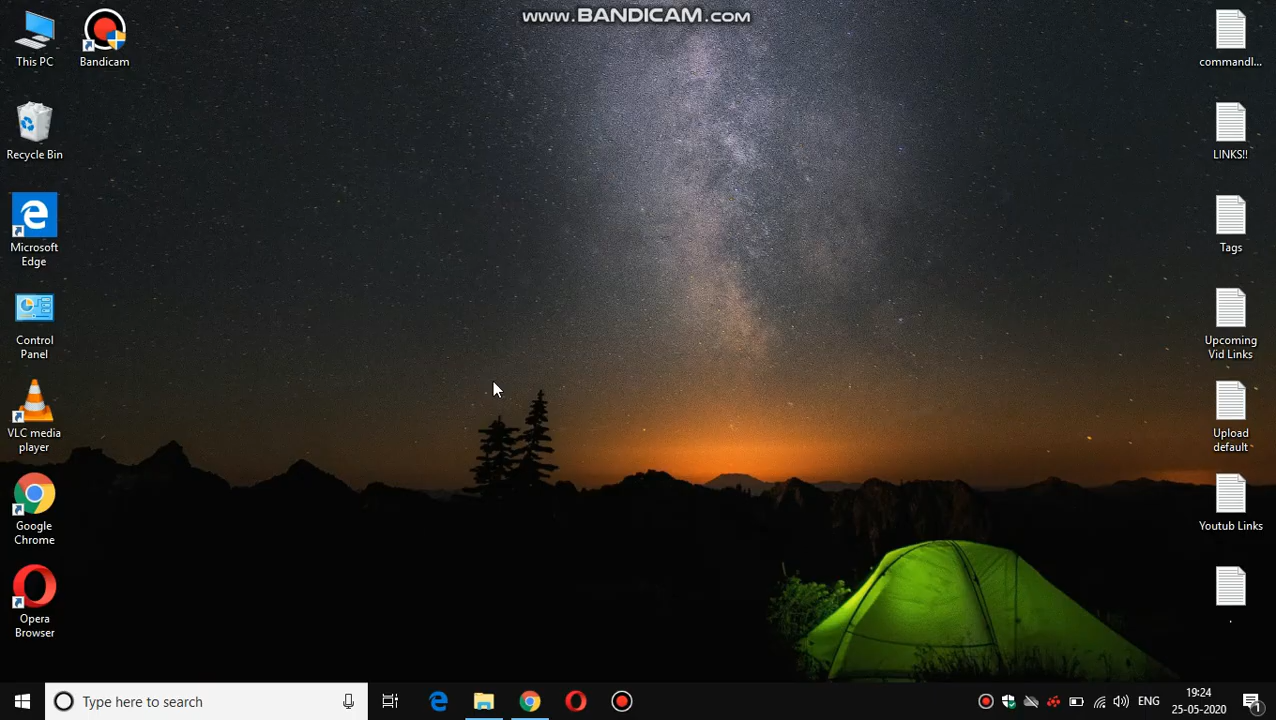 www.BANDICAM.com
This PC
Bandicam
Recycle Bin
Microsoft
Edge
Control
Panel
VLC media
player
Google
Chrome
Opera
Browser
commandl...
LINKS!!
Tags
Upcoming
Vid Links
Upload
default
Youtub Links
.
Type here to search
ENG
19:24
25-05-2020
1